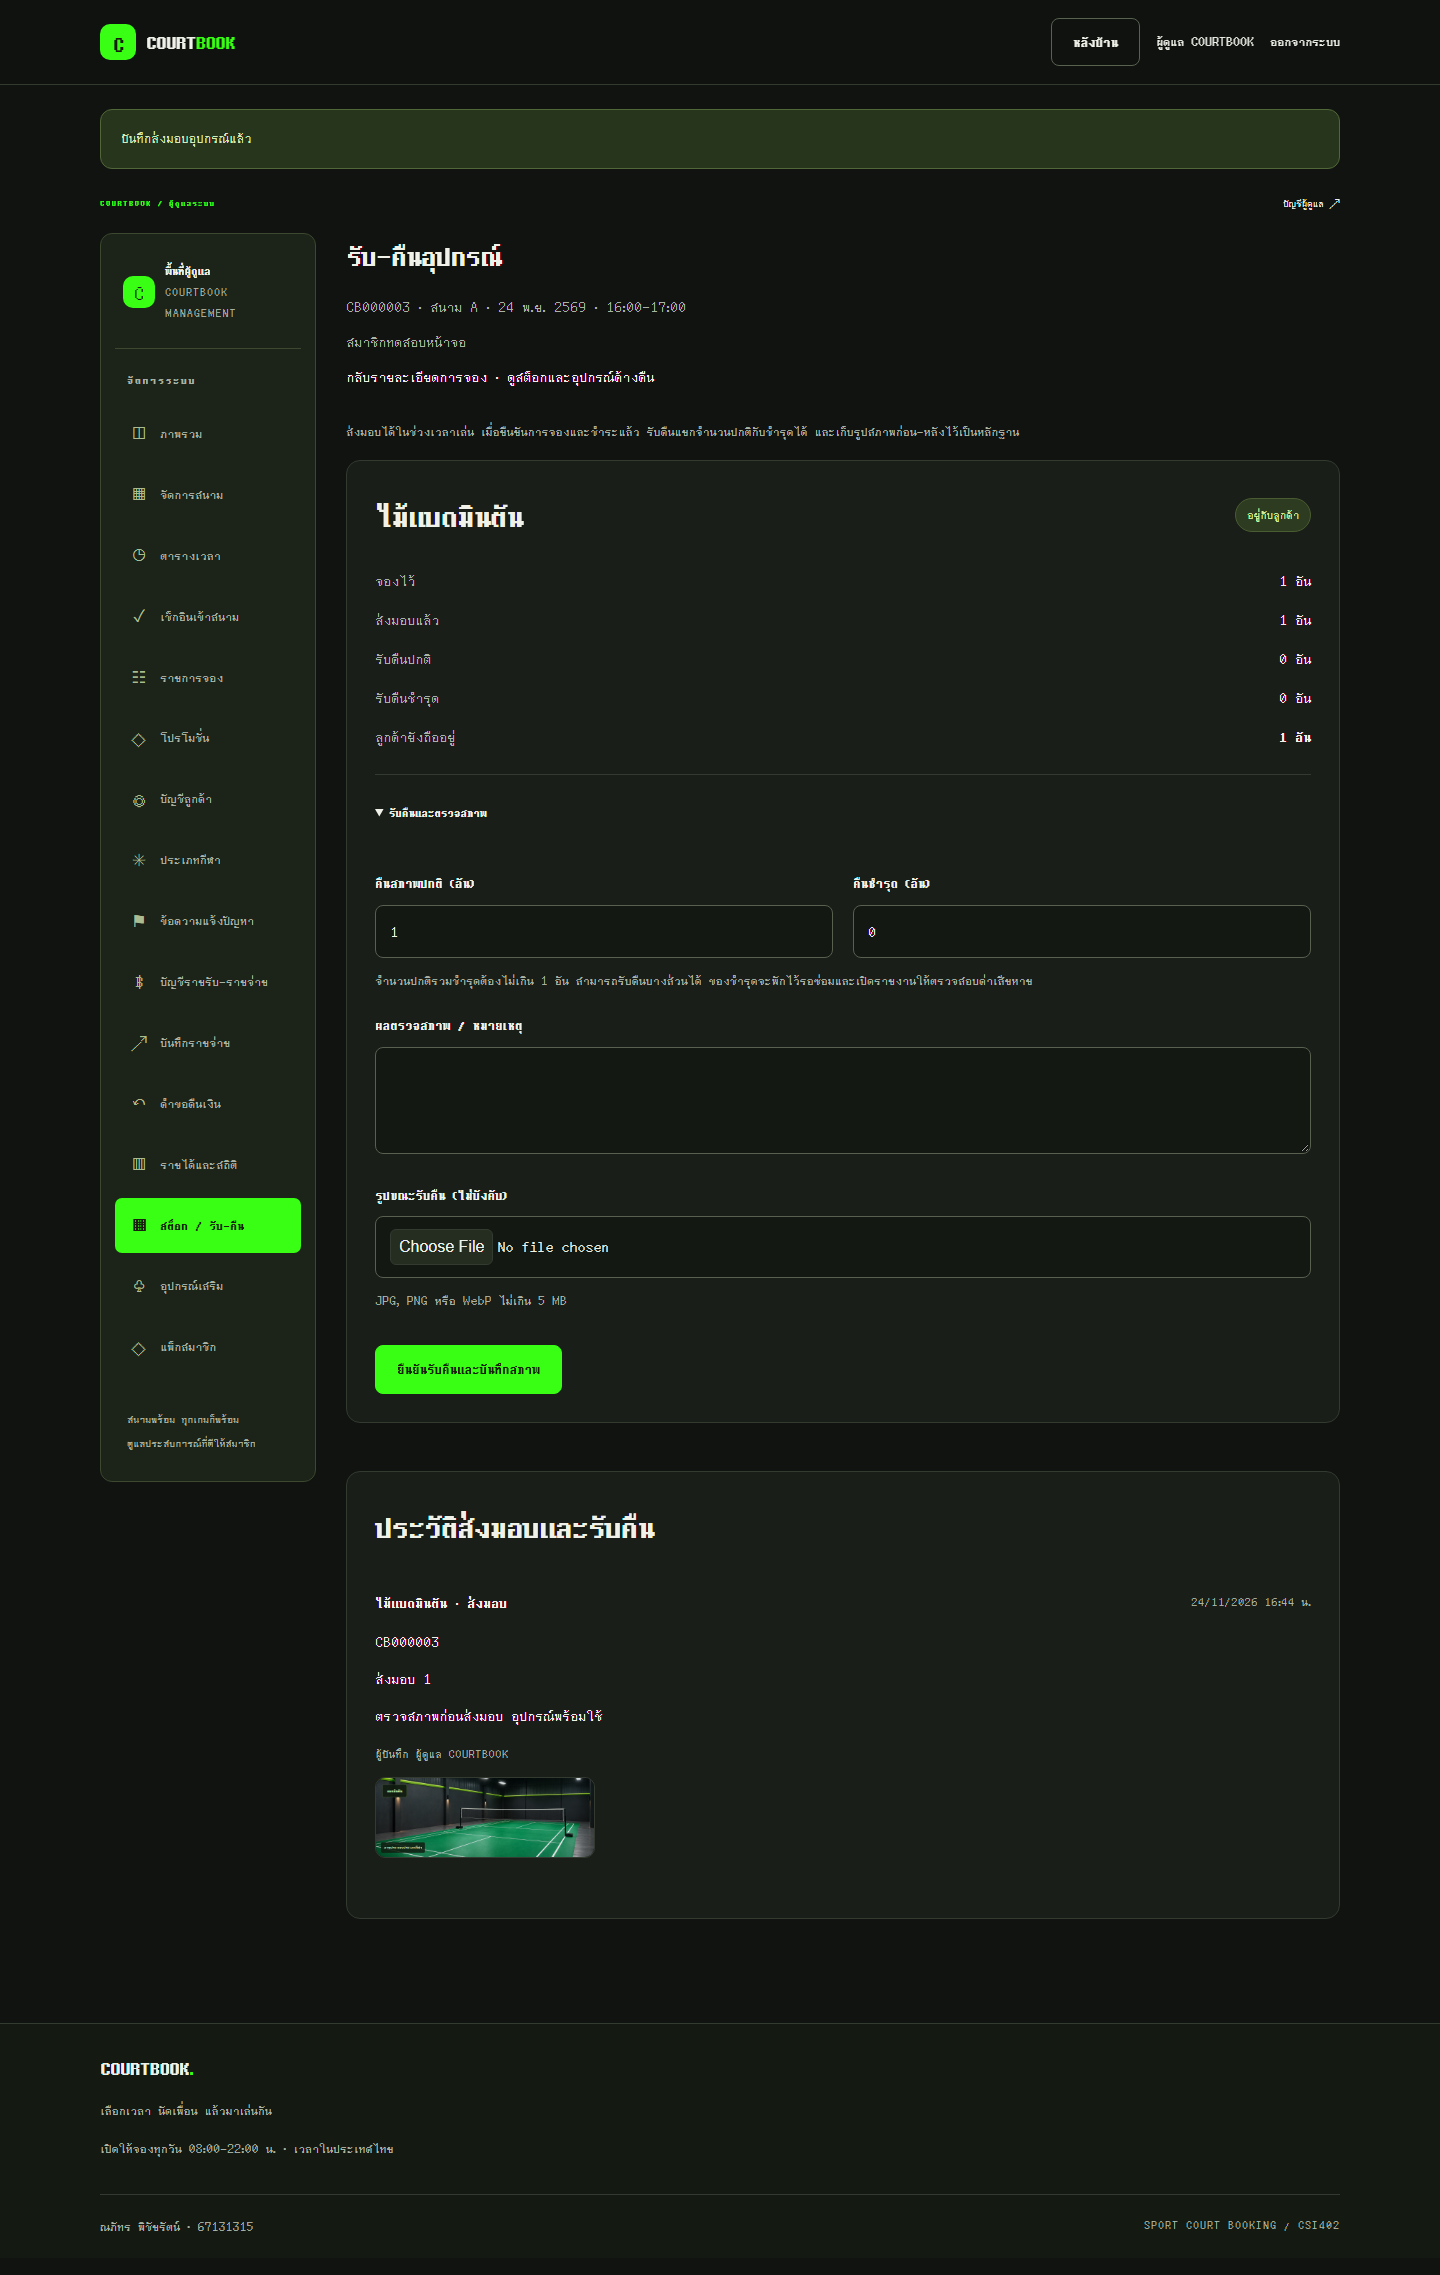 C COURTBOOK
หลังบ้าน
ผู้ดูแล COURTBOOK
ออกจากระบบ
บันทึกส่งมอบอุปกรณ์แล้ว
COURTBOOK / ผู้ดูแลระบบ
บัญชีผู้ดูแล ↗
C
พื้นที่ผู้ดูแล
COURTBOOK
MANAGEMENT
จัดการระบบ
ภาพรวม
จัดการสนาม
ตารางเวลา
เช็กอินเข้าสนาม
รายการจอง
โปรโมชั่น
บัญชีลูกค้า
ประเภทกีฬา
ข้อความแจ้งปัญหา
฿ บัญชีรายรับ-รายจ่าย
บันทึกรายจ่าย
คำขอคืนเงิน
รายได้และสถิติ
สต็อก / รับ-คืน
อุปกรณ์เสริม
แพ็กสมาชิก
สนามพร้อม ทุกเกมก็พร้อม
ดูแลประสบการณ์ที่ดีให้สมาชิก
รับ-คืนอุปกรณ์
CB000003 · สนาม A · 24 พ.ย. 2569 · 16:00-17:00
สมาชิกทดสอบหน้าจอ
กลับรายละเอียดการจอง · ดูสต็อกและอุปกรณ์ค้างคืน
ส่งมอบได้ในช่วงเวลาเล่น เมื่อยืนยันการจองและชำระแล้ว รับคืนแยกจำนวนปกติกับชำรุดได้ และเก็บรูปสภาพก่อน-หลังไว้เป็นหลักฐาน
ไม้แบดมินตัน
อยู่กับลูกค้า
จองไว้ 1 อัน
ส่งมอบแล้ว 1 อัน
รับคืนปกติ 0 อัน
รับคืนชำรุด 0 อัน
ลูกค้ายังถืออยู่ 1 อัน
▼ รับคืนและตรวจสภาพ
คืนสภาพปกติ (อัน)
คืนชำรุด (อัน)
1
0
จำนวนปกติรวมชำรุดต้องไม่เกิน 1 อัน สามารถรับคืนบางส่วนได้ ของชำรุดจะพักไว้รอซ่อมและเปิดรายงานให้ตรวจสอบค่าเสียหาย
ผลตรวจสภาพ / หมายเหตุ
รูปขณะรับคืน (ไม่บังคับ)
Choose File No file chosen
JPG, PNG หรือ WebP ไม่เกิน 5 MB
ยืนยันรับคืนและบันทึกสภาพ
ประวัติส่งมอบและรับคืน
ไม้แบดมินตัน · ส่งมอบ
24/11/2026 16:44 น.
CB000003
ส่งมอบ 1
ตรวจสภาพก่อนส่งมอบ อุปกรณ์พร้อมใช้
ผู้บันทึก ผู้ดูแล COURTBOOK
COURTBOOK.
เลือกเวลา นัดเพื่อน แล้วมาเล่นกัน
เปิดให้จองทุกวัน 08:00-22:00 น. · เวลาในประเทศไทย
ณภัทร พิชัยรัตน์ · 67131315
SPORT COURT BOOKING / CSI402